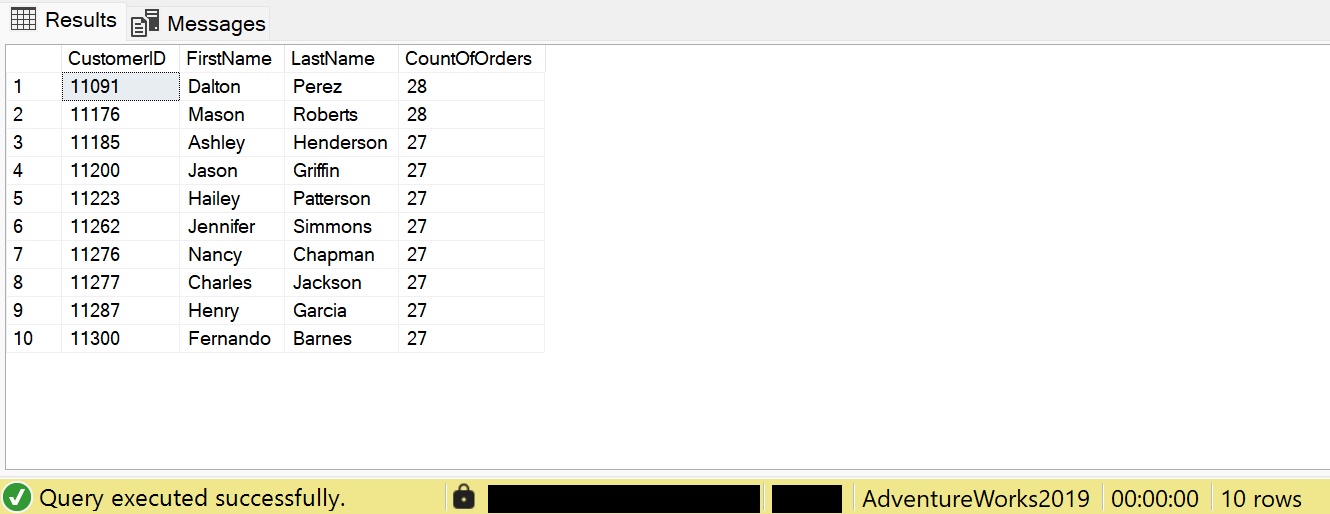 Results Messages
CustomerID FirstName LastName CountOfOrders
1 11091 Dalton Perez 28
2 11176 Mason Roberts 28
3 11185 Ashley Henderson 27
4 11200 Jason Griffin 27
5 11223 Hailey Patterson 27
6 11262 Jennifer Simmons 27
7 11276 Nancy Chapman 27
8 11277 Charles Jackson 27
9 11287 Henry Garcia 27
10 11300 Fernando Barnes 27
Query executed successfully. AdventureWorks2019 00:00:00 10 rows